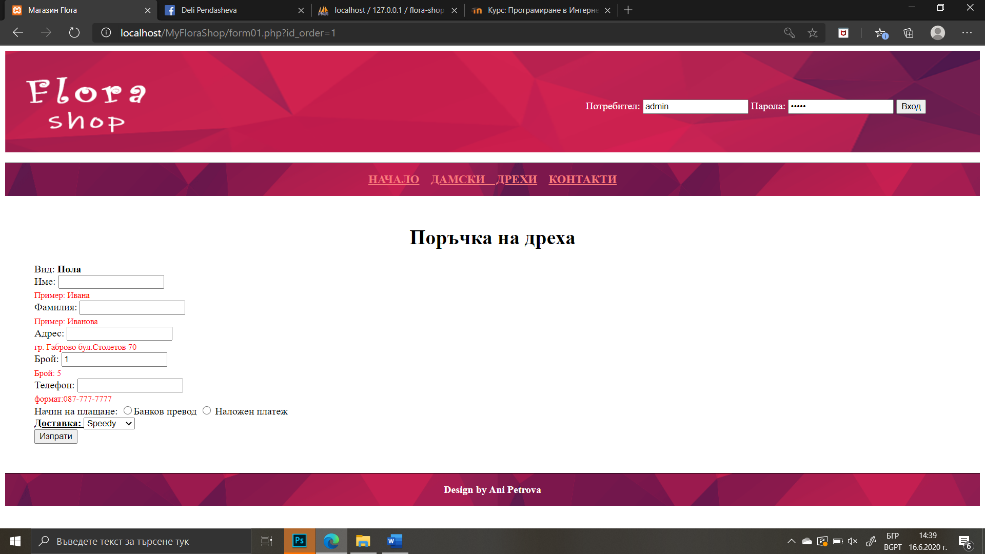 Магазин Flora
Deli Pendasheva
localhost / 127.0.0.1 / flora-shop
Курс: Програмиране в Интерн
localhost/MyFloraShop/form01.php?id_order=1
Flora
shop
Потребител: admin Парола: ••••• Вход
НАЧАЛО ДАМСКИ ДРЕХИ КОНТАКТИ
Поръчка на дреха
Вид: Пола
Име:
Пример: Ивана
Фамилия:
Пример: Иванова
Адрес:
гр. Габрово бул.Столетов 70
Брой: 1
Брой: 5
Телефон:
формат:087-777-7777
Начин на плащане: Банков превод Наложен платеж
Доставка: Speedy
Изпрати
Design by Ani Petrova
Въведете текст за търсене тук
Ps
БГР
BGPT
14:39
16.6.2020 г.
6